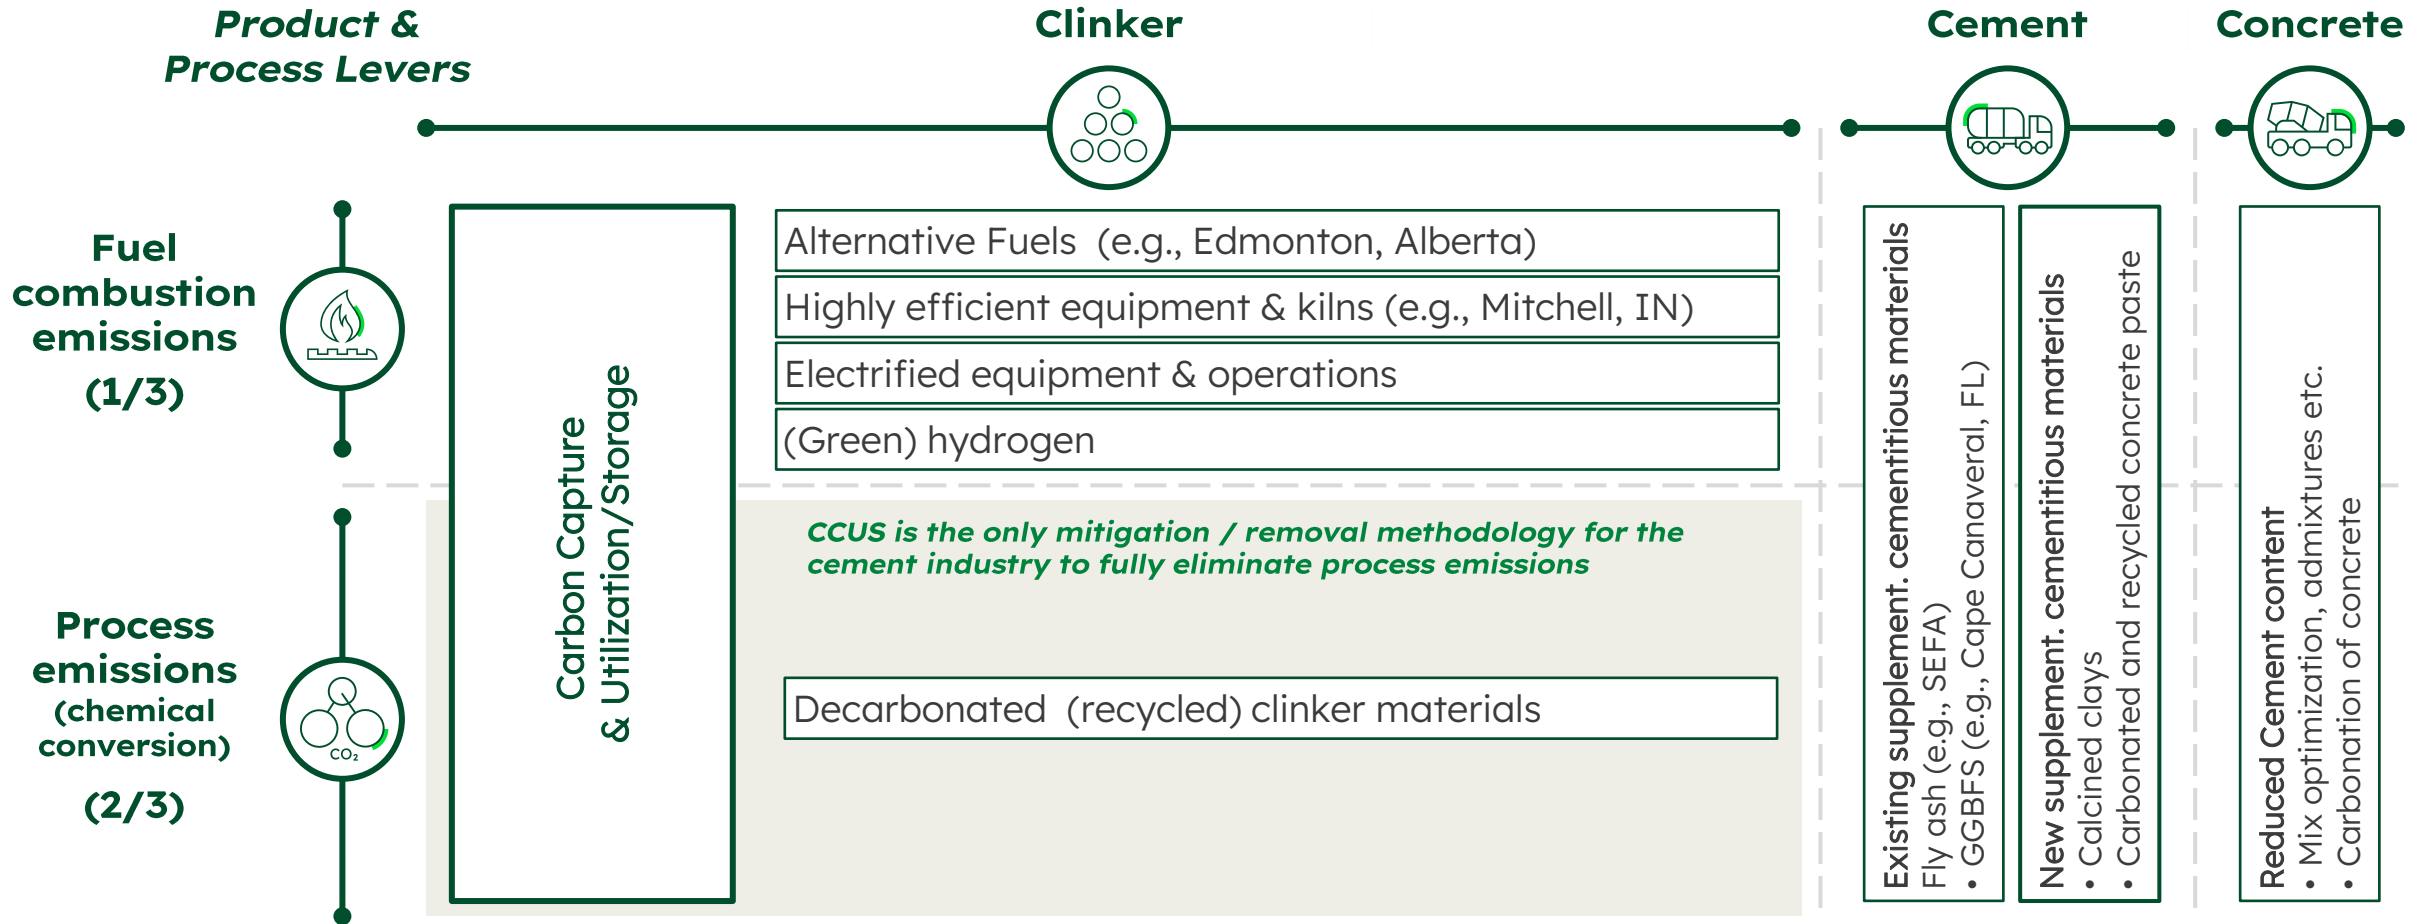 Product &
Process Levers
Clinker
Cement
Concrete
Fuel
combustion
emissions
(1/3)
Process
emissions
(chemical
conversion)
(2/3)
CO₂
Carbon Capture
& Utilization/Storage
Alternative Fuels  (e.g., Edmonton, Alberta)
Highly efficient equipment & kilns (e.g., Mitchell, IN)
Electrified equipment & operations
(Green) hydrogen
CCUS is the only mitigation / removal methodology for the
cement industry to fully eliminate process emissions
Decarbonated  (recycled) clinker materials
Existing supplement. cementitious materials
Fly ash (e.g., SEFA)
• GGBFS (e.g., Cape Canaveral, FL)
New supplement. cementitious materials
• Calcined clays
• Carbonated and recycled concrete paste
Reduced Cement content
• Mix optimization, admixtures etc.
• Carbonation of concrete